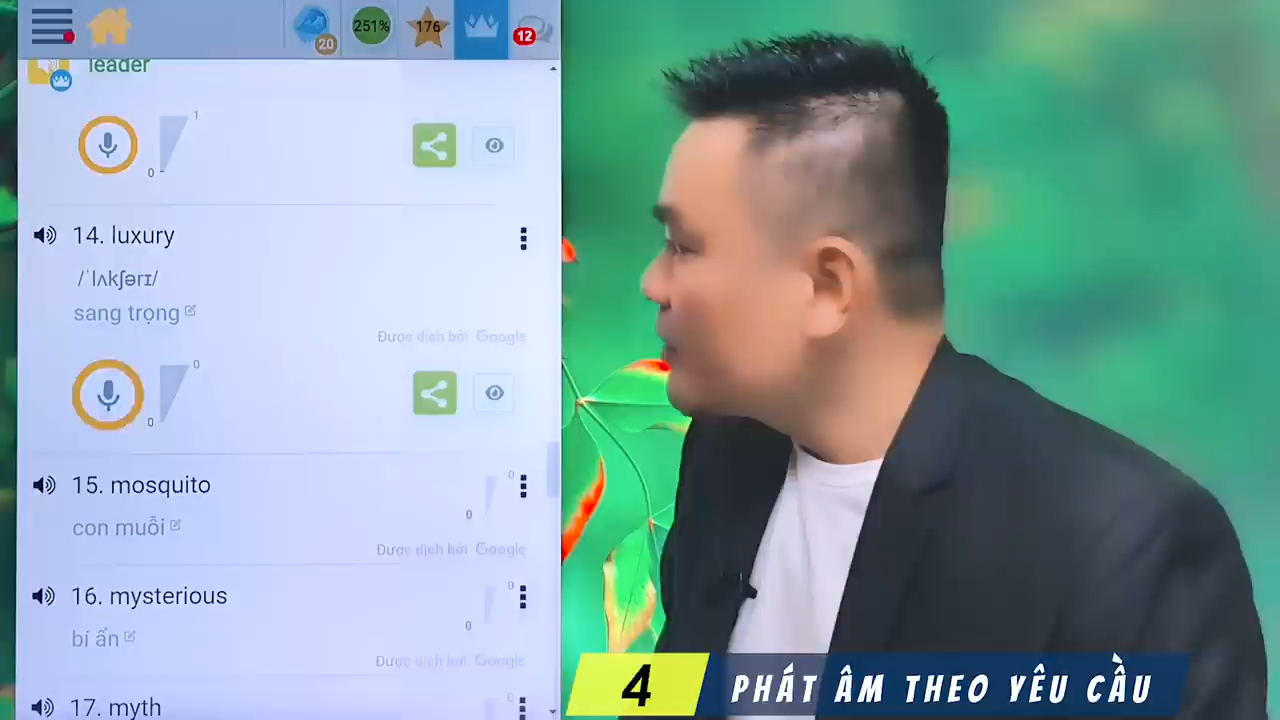 20
251%
176
12
leader
1
0
14. luxury
/ˈlʌkʃərɪ/
sang trọng
Được dịch bởi Google
0
0
15. mosquito
0
con muỗi
0
Được dịch bởi Google
16. mysterious
0
bí ẩn
0
Được dịch bởi Google
17. myth
0
4 PHÁT ÂM THEO YÊU CẦU